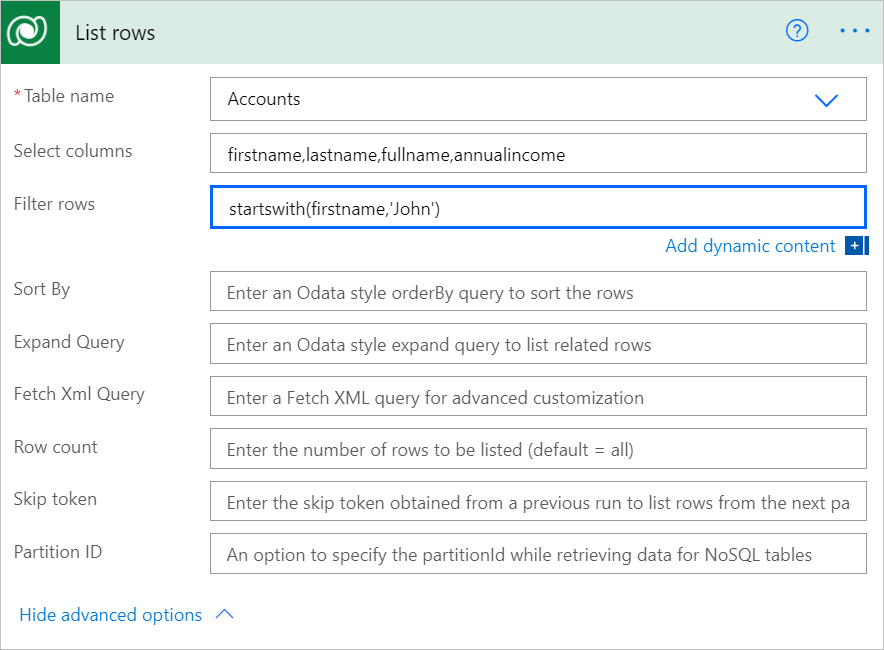 List rows
* Table name
Accounts
Select columns
firstname,lastname,fullname,annualincome
Filter rows
startswith(firstname,'John')
Add dynamic content
Sort By
Enter an Odata style orderBy query to sort the rows
Expand Query
Enter an Odata style expand query to list related rows
Fetch Xml Query
Enter a Fetch XML query for advanced customization
Row count
Enter the number of rows to be listed (default = all)
Skip token
Enter the skip token obtained from a previous run to list rows from the next pa
Partition ID
An option to specify the partitionId while retrieving data for NoSQL tables
Hide advanced options